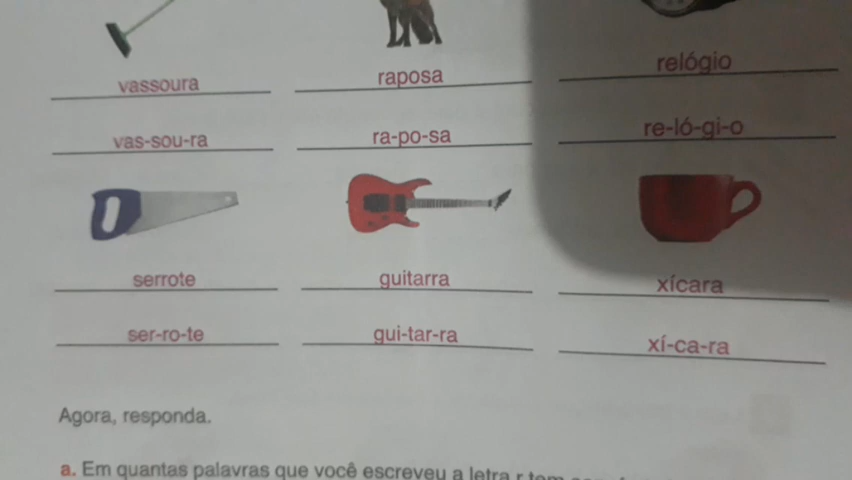 vassoura
raposa
relógio
vas-sou-ra
ra-po-sa
re-ló-gi-o
serrote
guitarra
xícara
ser-ro-te
gui-tar-ra
xí-ca-ra
Agora, responda.
a. Em quantas palavras que você escreveu a letra r tem